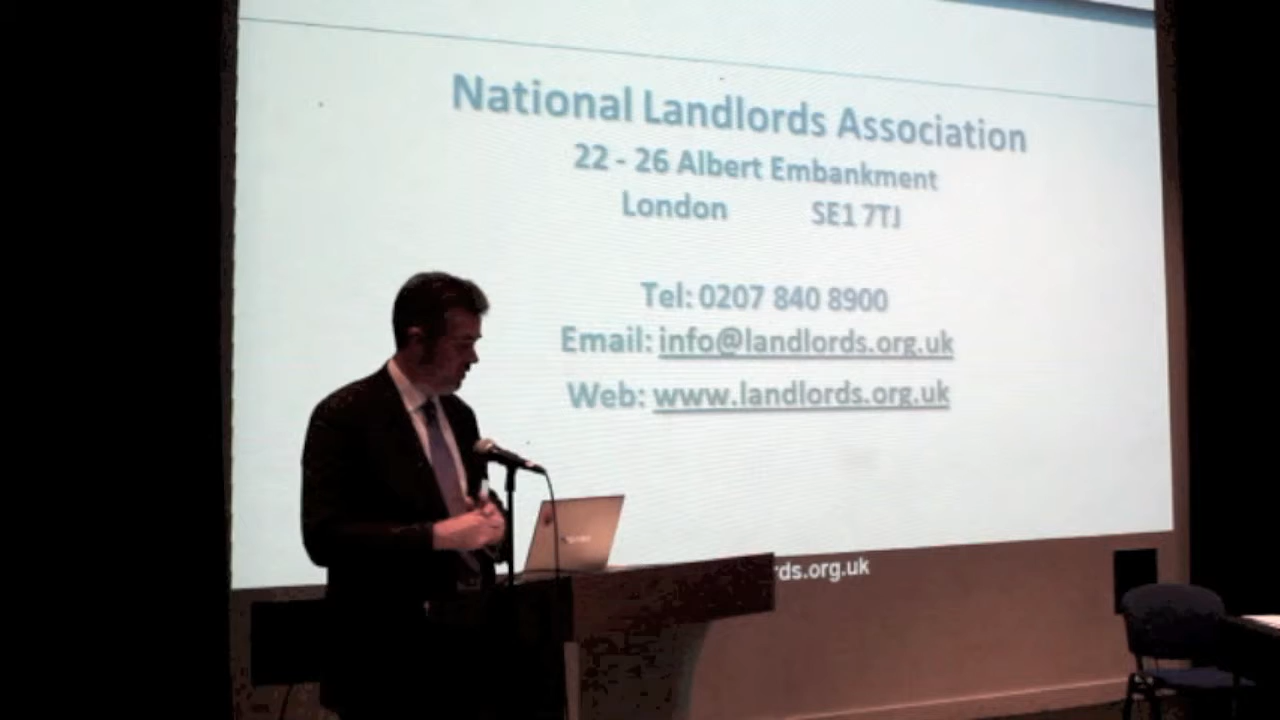 National Landlords Association
22 - 26 Albert Embankment
London SE1 7TJ
Tel: 0207 840 8900
Email: info@landlords.org.uk
Web: www.landlords.org.uk
rds.org.uk